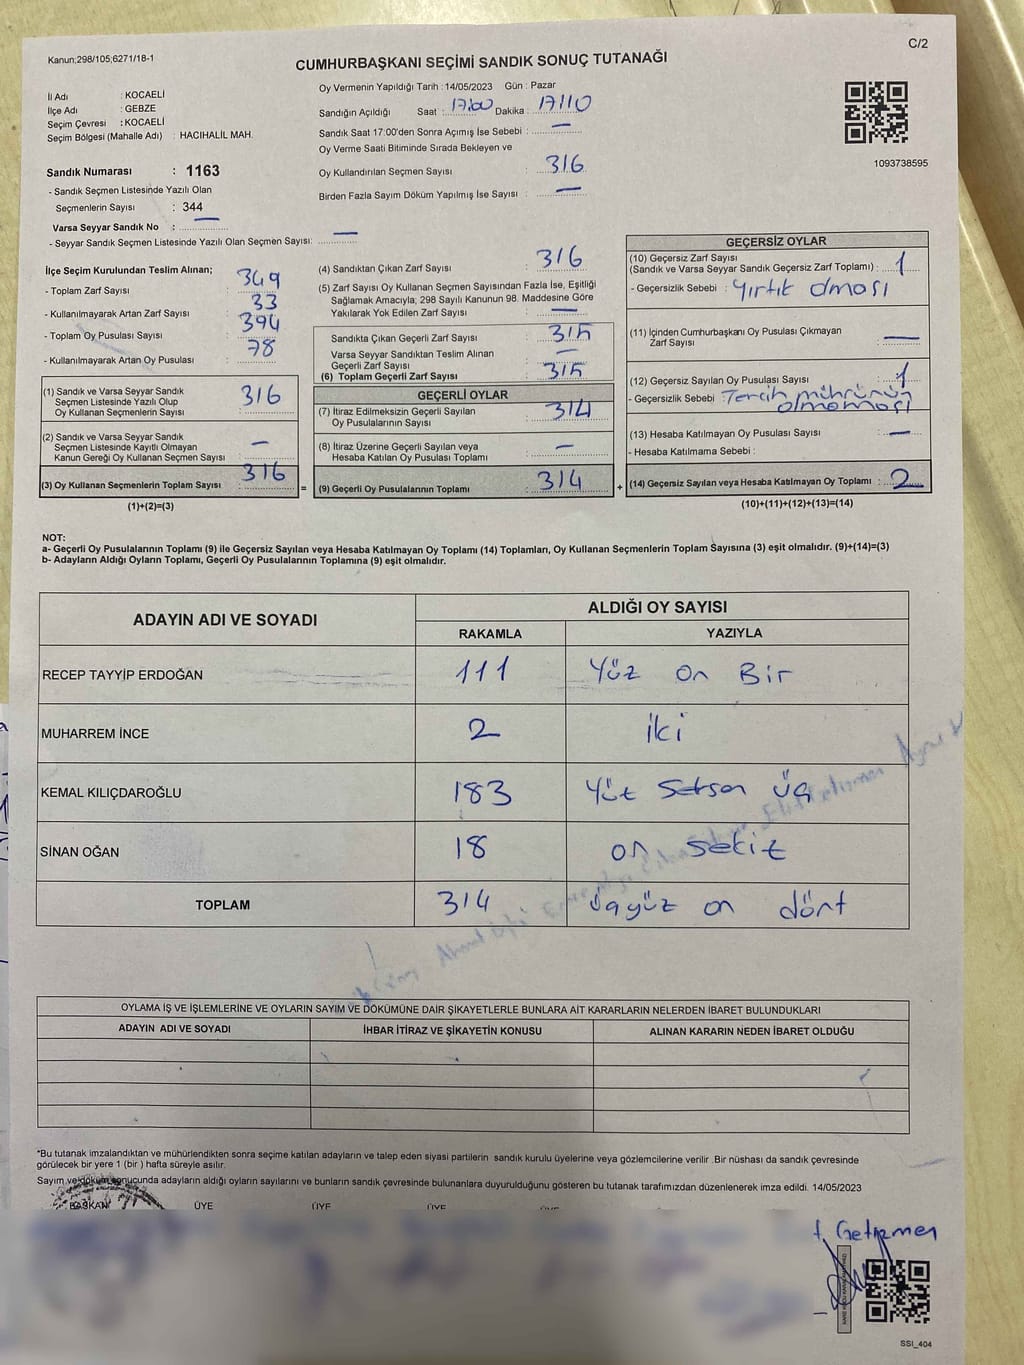 Kanun;298/105;6271/18-1
C/2
CUMHURBAŞKANI SEÇİMİ SANDIK SONUÇ TUTANAĞI
İl Adı : KOCAELİ
İlçe Adı : GEBZE
Seçim Çevresi : KOCAELİ
Seçim Bölgesi (Mahalle Adı) : HACIHALİL MAH.
Sandık Numarası : 1163
- Sandık Seçmen Listesinde Yazılı Olan
Seçmenlerin Sayısı : 344
Varsa Seyyar Sandık No : —
- Seyyar Sandık Seçmen Listesinde Yazılı Olan Seçmen Sayısı: —
Oy Vermenin Yapıldığı Tarih : 14/05/2023 Gün : Pazar
Sandığın Açıldığı Saat : 17.00 Dakika : 17110
Sandık Saat 17:00'den Sonra Açımış İse Sebebi : —
Oy Verme Saati Bitiminde Sırada Bekleyen ve
Oy Kullandırılan Seçmen Sayısı : 316
Birden Fazla Sayım Döküm Yapılmış İse Sayısı : —
1093738595
İlçe Seçim Kurulundan Teslim Alınan;
- Toplam Zarf Sayısı : 349
- Kullanılmayarak Artan Zarf Sayısı : 33
- Toplam Oy Pusulası Sayısı : 394
- Kullanılmayarak Artan Oy Pusulası : 78
(1) Sandık ve Varsa Seyyar Sandık
Seçmen Listesinde Yazılı Olup
Oy Kullanan Seçmenlerin Sayısı : 316
(2) Sandık ve Varsa Seyyar Sandık
Seçmen Listesinde Kayıtlı Olmayan
Kanun Gereği Oy Kullanan Seçmen Sayısı : —
(3) Oy Kullanan Seçmenlerin Toplam Sayısı : 316
(1)+(2)=(3)
(4) Sandıktan Çıkan Zarf Sayısı : 316
(5) Zarf Sayısı Oy Kullanan Seçmen Sayısından Fazla İse, Eşitliği
Sağlamak Amacıyla; 298 Sayılı Kanunun 98. Maddesine Göre
Yakılarak Yok Edilen Zarf Sayısı : —
Sandıkta Çıkan Geçerli Zarf Sayısı : 315
Varsa Seyyar Sandıktan Teslim Alınan
Geçerli Zarf Sayısı : —
(6) Toplam Geçerli Zarf Sayısı : 315
GEÇERLİ OYLAR
(7) İtiraz Edilmeksizin Geçerli Sayılan
Oy Pusulalarının Sayısı : 314
(8) İtiraz Üzerine Geçerli Sayılan veya
Hesaba Katılan Oy Pusulası Toplamı : —
= (9) Geçerli Oy Pusulalarının Toplamı : 314 +
GEÇERSİZ OYLAR
(10) Geçersiz Zarf Sayısı
(Sandık ve Varsa Seyyar Sandık Geçersiz Zarf Toplamı) : 1
- Geçersizlik Sebebi : Yırtık olması
(11) İçinden Cumhurbaşkanı Oy Pusulası Çıkmayan
Zarf Sayısı : —
(12) Geçersiz Sayılan Oy Pusulası Sayısı : 1
- Geçersizlik Sebebi : Tercih mührünün
olmaması
(13) Hesaba Katılmayan Oy Pusulası Sayısı : —
- Hesaba Katılmama Sebebi :
(14) Geçersiz Sayılan veya Hesaba Katılmayan Oy Toplamı : 2
(10)+(11)+(12)+(13)=(14)
NOT:
a- Geçerli Oy Pusulalarının Toplamı (9) ile Geçersiz Sayılan veya Hesaba Katılmayan Oy Toplamı (14) Toplamları, Oy Kullanan Seçmenlerin Toplam Sayısına (3) eşit olmalıdır. (9)+(14)=(3)
b- Adayların Aldığı Oyların Toplamı, Geçerli Oy Pusulalarının Toplamına (9) eşit olmalıdır.
ADAYIN ADI VE SOYADI
ALDIĞI OY SAYISI
RAKAMLA YAZIYLA
RECEP TAYYİP ERDOĞAN 111 Yüz On Bir
MUHARREM İNCE 2 iki
KEMAL KILIÇDAROĞLU 183 Yüz Seksen üç
SİNAN OĞAN 18 on sekiz
TOPLAM 314 üçyüz on dört
OYLAMA İŞ VE İŞLEMLERİNE VE OYLARIN SAYIM VE DÖKÜMÜNE DAİR ŞİKAYETLERLE BUNLARA AİT KARARLARIN NELERDEN İBARET BULUNDUKLARI
ADAYIN ADI VE SOYADI İHBAR İTİRAZ VE ŞİKAYETİN KONUSU ALINAN KARARIN NEDEN İBARET OLDUĞU
*Bu tutanak imzalandıktan ve mühürlendikten sonra seçime katılan adayların ve talep eden siyasi partilerin sandık kurulu üyelerine veya gözlemcilerine verilir .Bir nüshası da sandık çevresinde
görülecek bir yere 1 (bir ) hafta süreyle asılır.
Sayım ve döküm sonucunda adayların aldığı oyların sayılarını ve bunların sandık çevresinde bulunanlara duyurulduğunu gösteren bu tutanak tarafımızdan düzenlenerek imza edildi. 14/05/2023
BAŞKAN ÜYE ÜYE ÜYE
Getirmen
SSİ_404